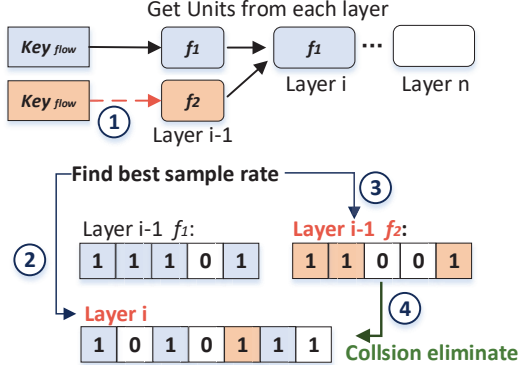 Get Units from each layer
Key flow f1 f1 ...
Layer i Layer n
Key flow f2
1 Layer i-1
Find best sample rate
3
Layer i-1 f1: Layer i-1 f2:
2 1 1 1 0 1 1 1 0 0 1
4
Layer i
1 0 1 0 1 1 1
Collsion eliminate